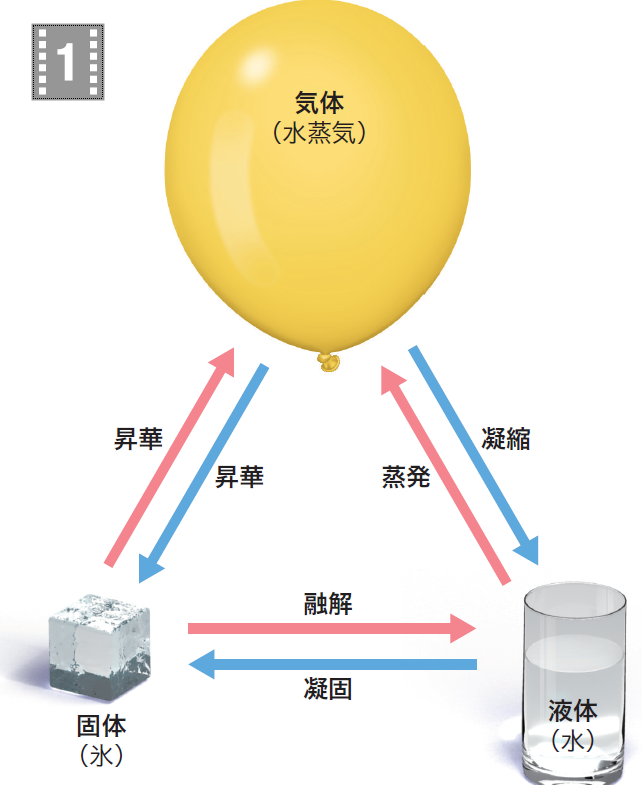 1
気体
（水蒸気）
昇華
昇華
蒸発
凝縮
融解
凝固
固体
（氷）
液体
（水）